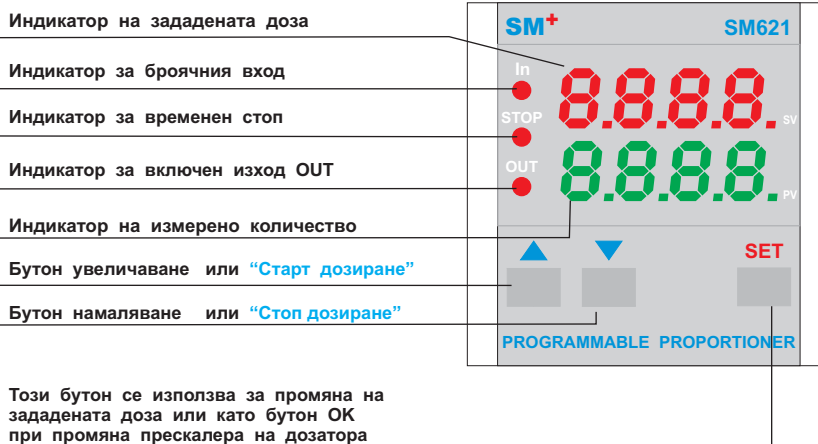 Индикатор на зададената доза
SM+
SM621
Индикатор за броячния вход
In
8.8.8.8.
SV
Индикатор за временен стоп
STOP
Индикатор за включен изход OUT
OUT
8.8.8.8.
PV
Индикатор на измерено количество
Бутон увеличаване или “Старт дозиране”
SET
Бутон намаляване или “Стоп дозиране”
PROGRAMMABLE PROPORTIONER
Този бутон се използва за промяна на
зададената доза или като бутон ОК
при промяна прескалера на дозатора